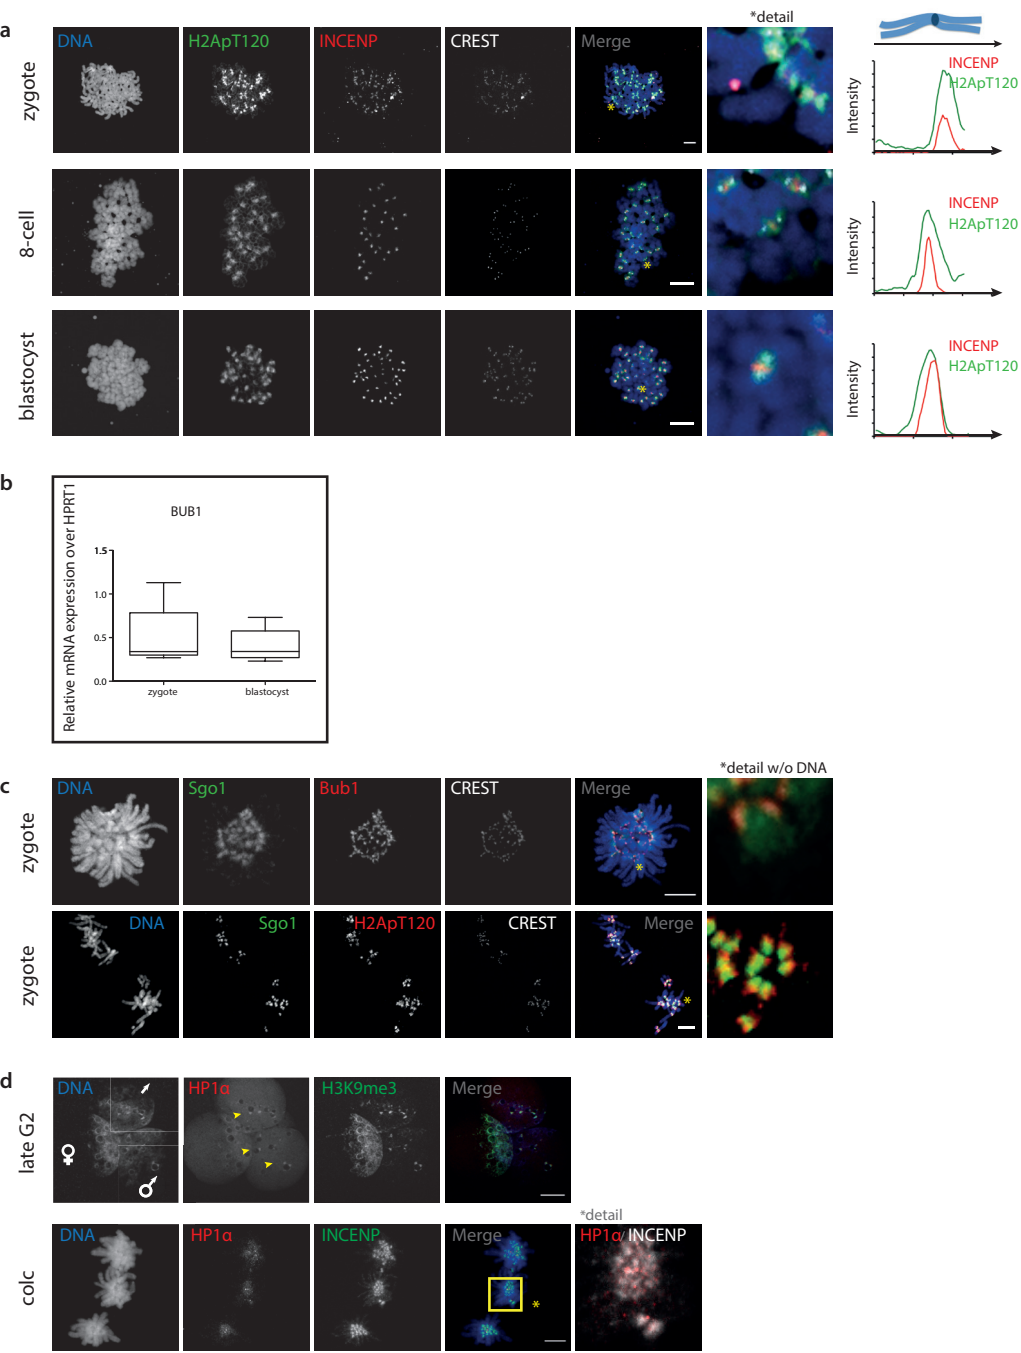 *detail
a
DNA
H2ApT120
INCENP
CREST
Merge
zygote
INCENP
H2ApT120
Intensity
*
8-cell
INCENP
H2ApT120
Intensity
*
blastocyst
INCENP
H2ApT120
Intensity
*
b
Relative mRNA expression over HPRT1
BUB1
1.5
1.0
0.5
0.0
zygote
blastocyst
*detail w/o DNA
c
DNA
Sgo1
Bub1
CREST
Merge
zygote
*
DNA
Sgo1
H2ApT120
CREST
Merge
zygote
*
d
DNA
HP1α
H3K9me3
Merge
late G2
♀
♂
*detail
DNA
HP1α
INCENP
Merge
HP1α/INCENP
colc
*